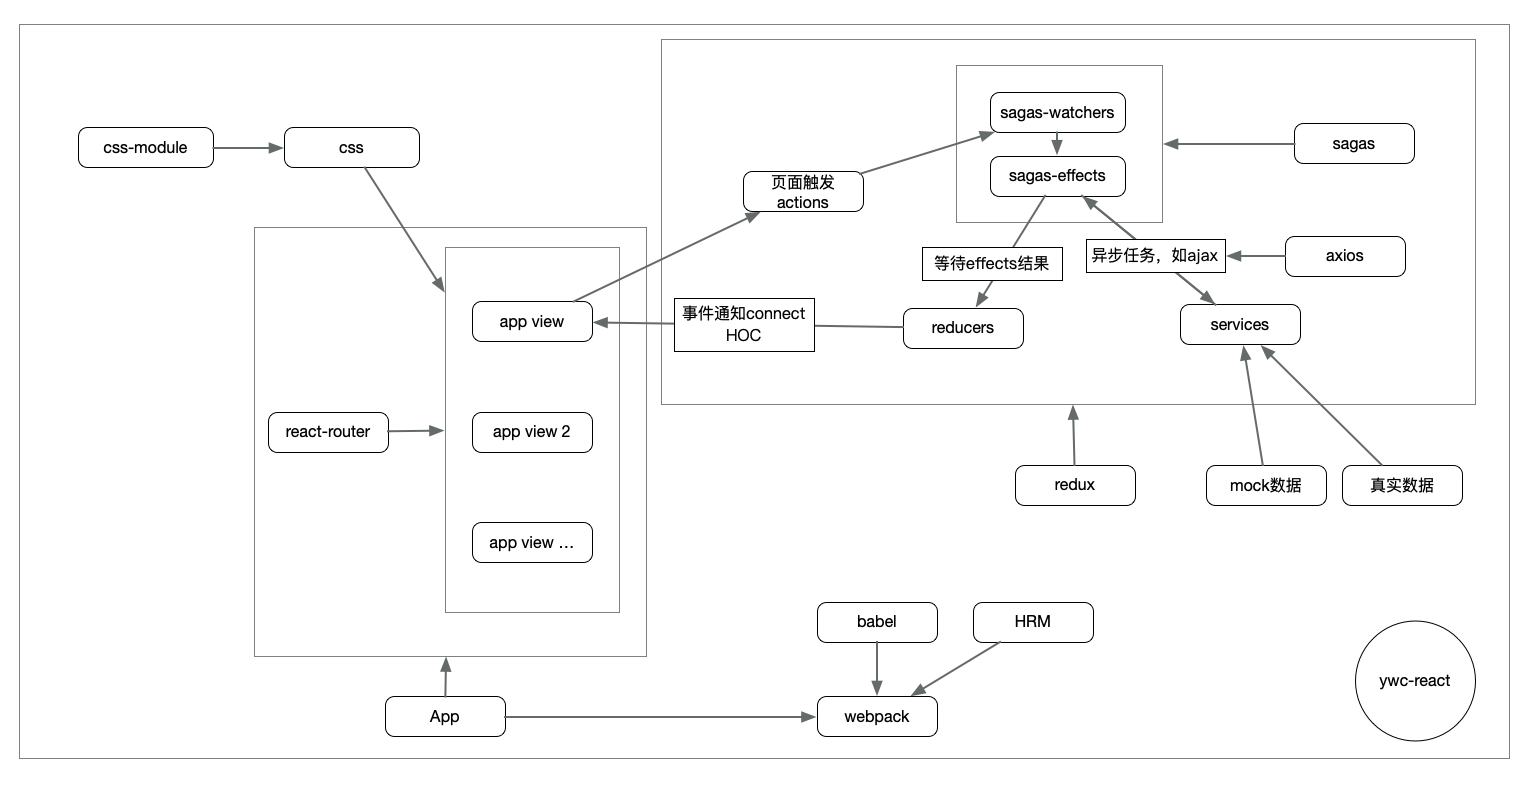 sagas-watchers
css-module
css
sagas
sagas-effects
页面触发
actions
异步任务，如ajax
axios
等待effects结果
事件通知connect
HOC
app view
reducers
services
react-router
app view 2
redux
mock数据
真实数据
app view …
babel
HRM
ywc-react
App
webpack